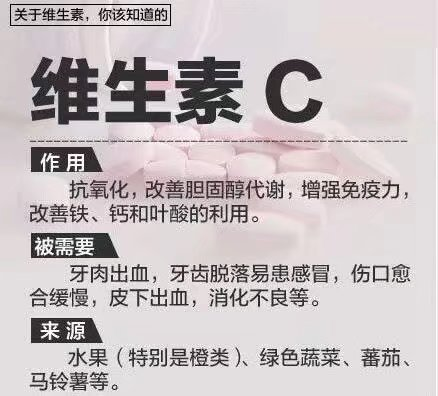 关于维生素，你该知道的
维生素 C
作用
抗氧化，改善胆固醇代谢，增强免疫力，
改善铁、钙和叶酸的利用。
被需要
牙肉出血，牙齿脱落易患感冒，伤口愈
合缓慢，皮下出血，消化不良等。
来源
水果（特别是橙类）、绿色蔬菜、蕃茄、
马铃薯等。